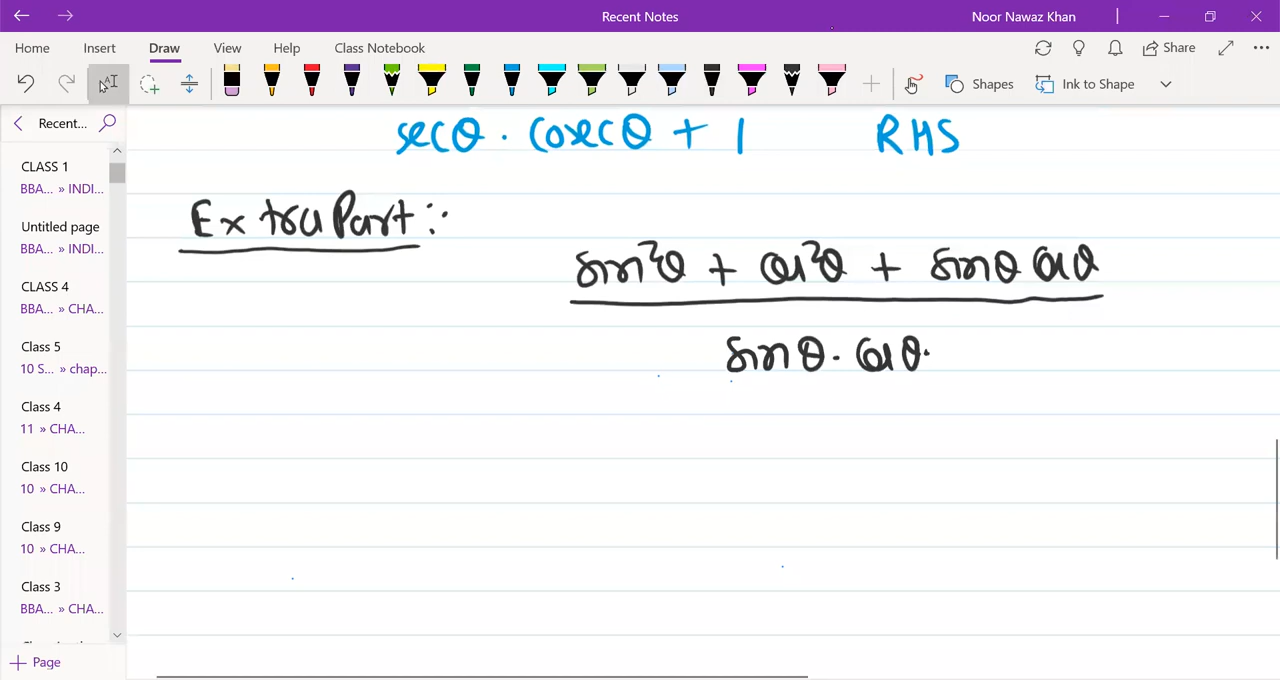 Recent Notes
Noor Nawaz Khan
Home Insert Draw View Help Class Notebook Share
Shapes Ink to Shape
Recent...
CLASS 1
BBA... » INDI...
Untitled page
BBA... » INDI...
CLASS 4
BBA... » CHA...
Class 5
10 S... » chap...
Class 4
11 » CHA...
Class 10
10 » CHA...
Class 9
10 » CHA...
Class 3
BBA... » CHA...
+ Page
secθ . cosecθ + 1 RHS
Extra Part :-
sin²θ + cos²θ + sinθ cosθ
sinθ . cosθ.